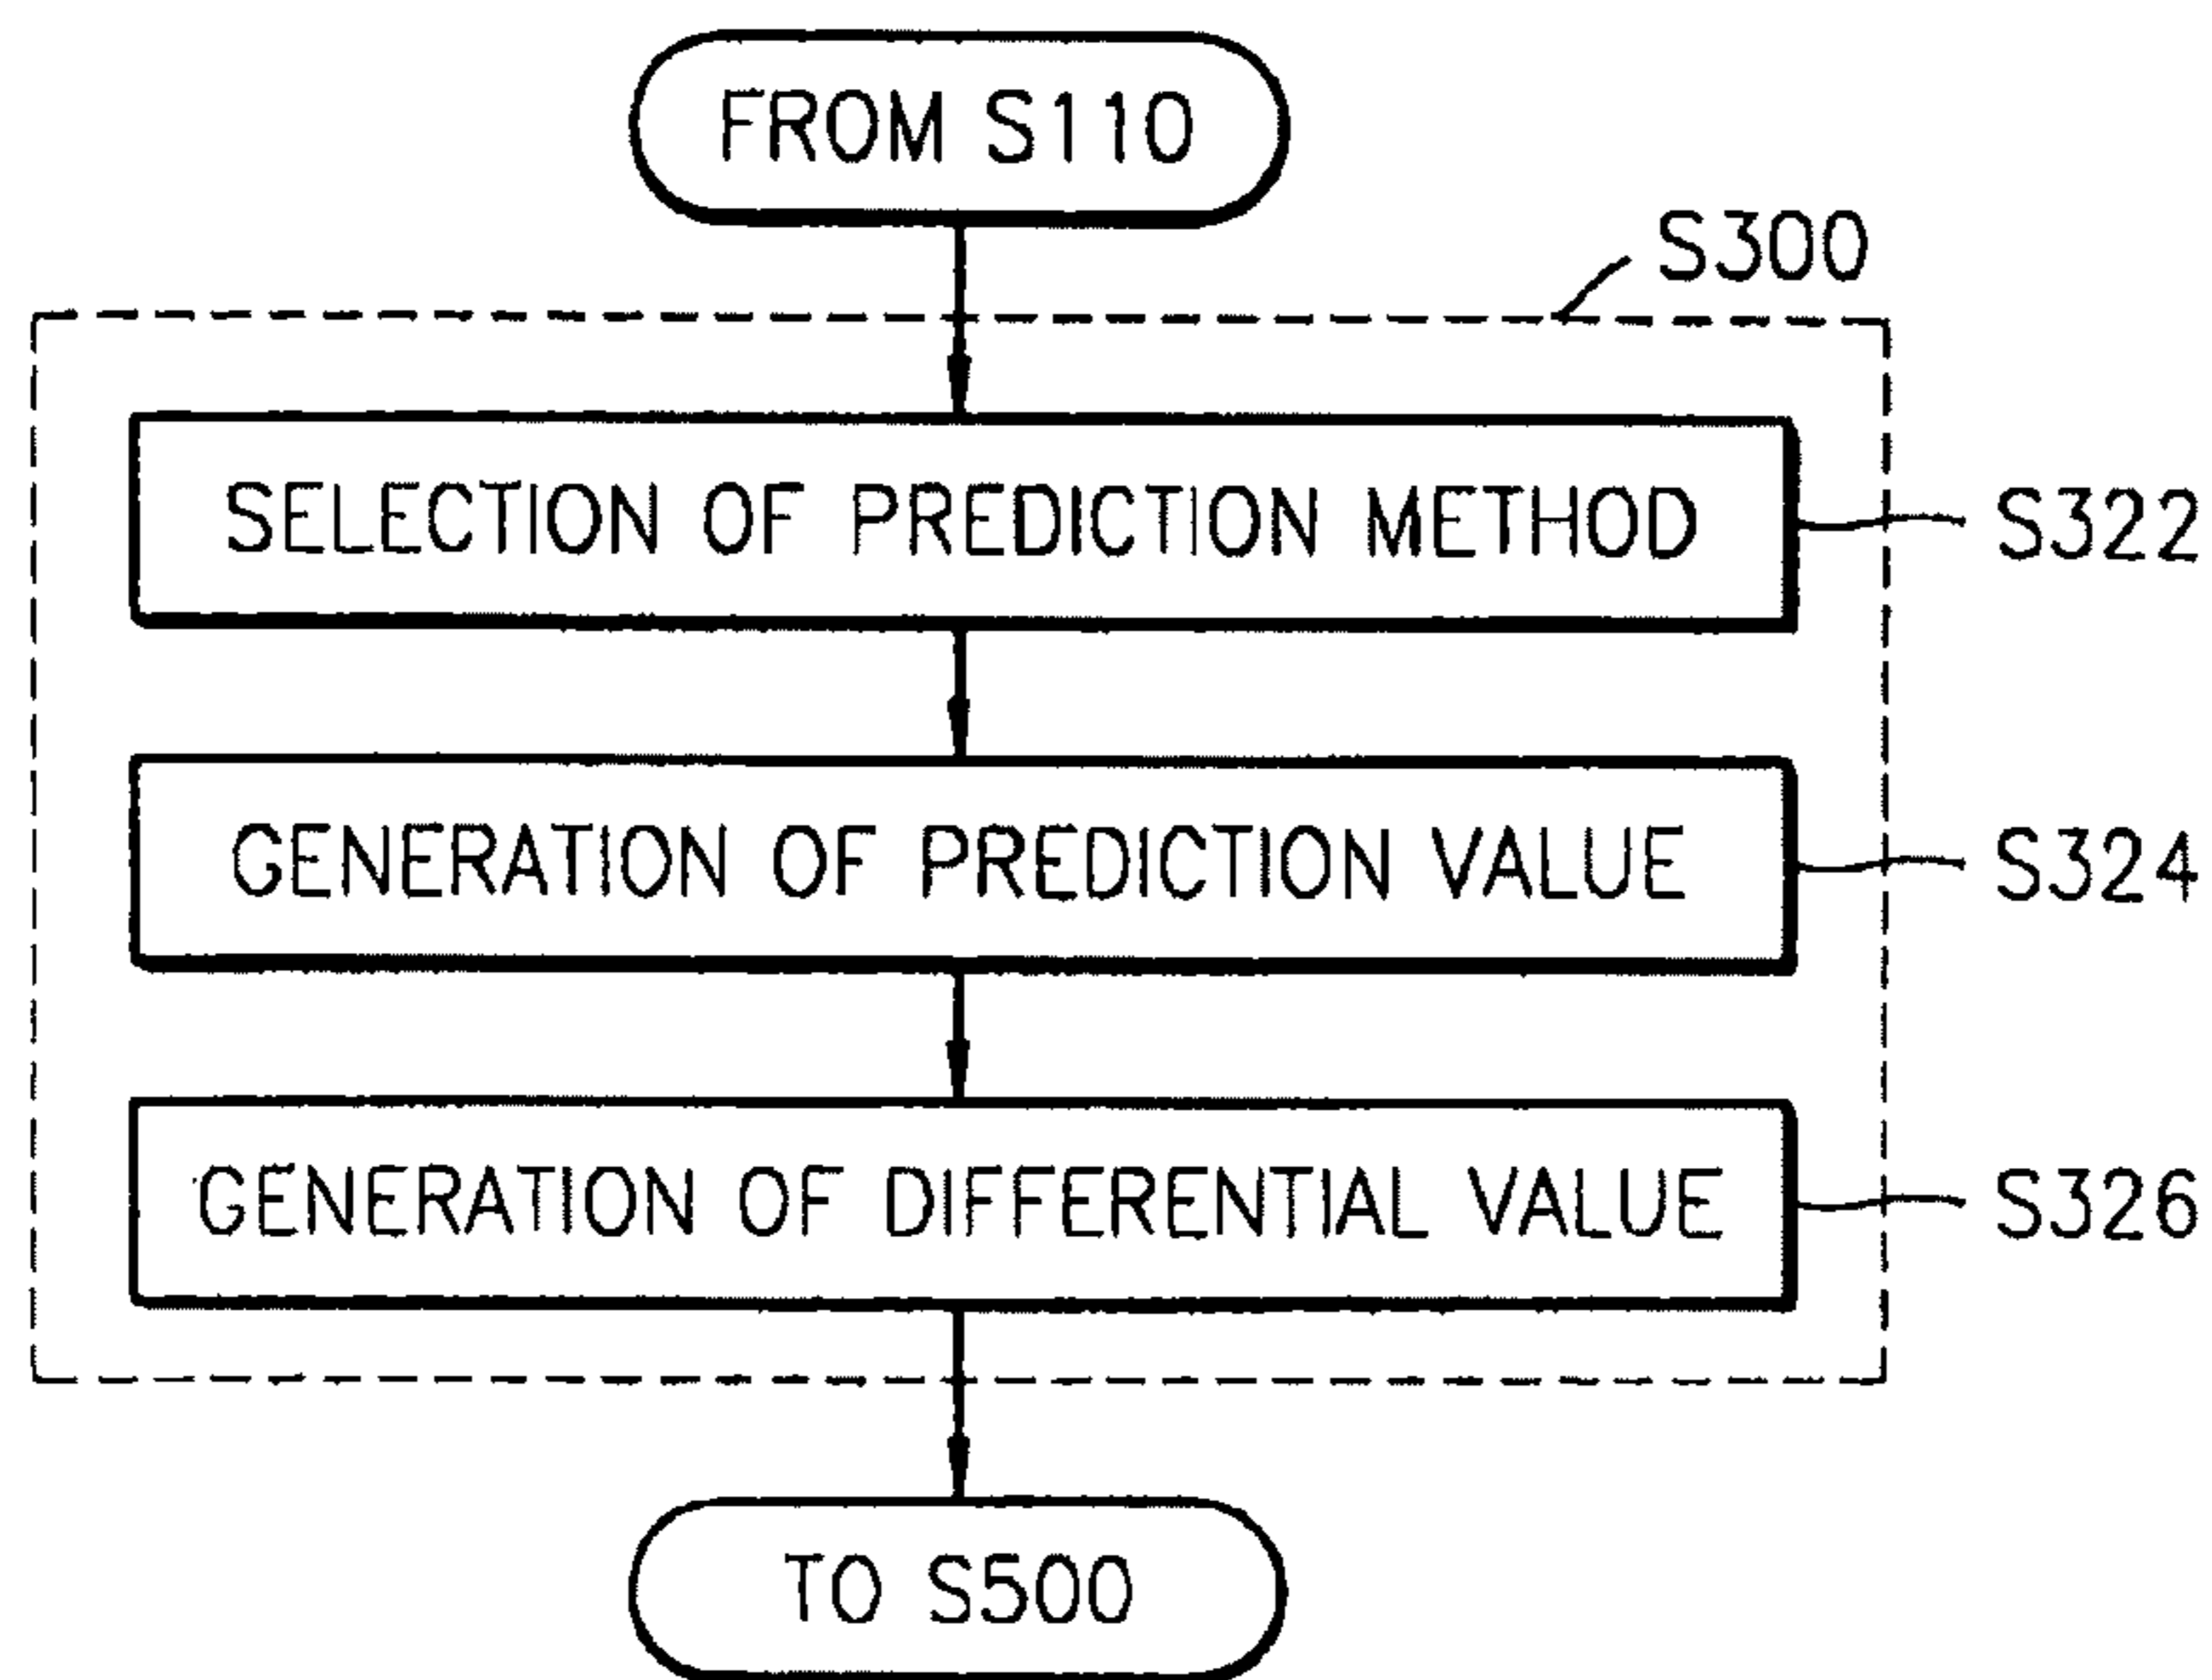 FROM S110
S300
SELECTION OF PREDICTION METHOD
S322
GENERATION OF PREDICTION VALUE
S324
GENERATION OF DIFFERENTIAL VALUE
S326
TO S500